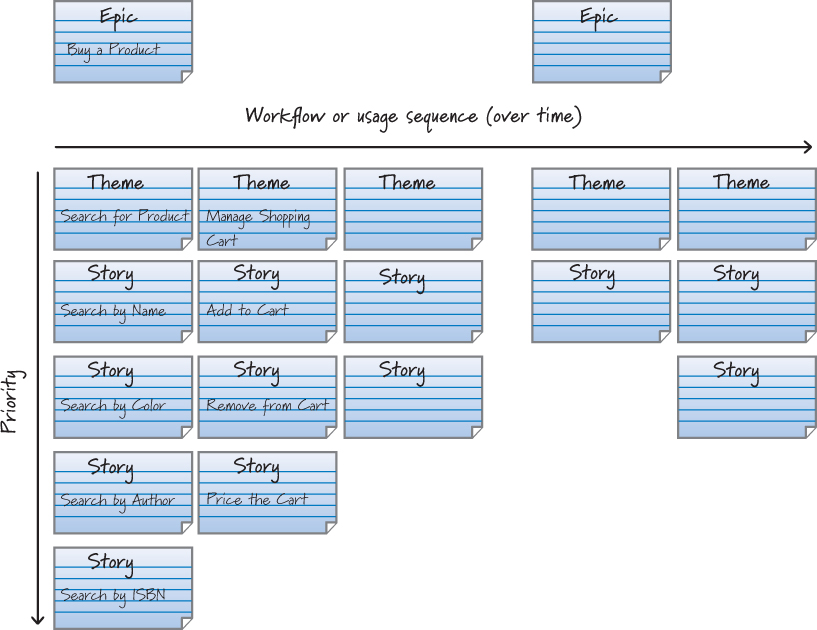 Epic
Buy a Product
Epic
Workflow or usage sequence (over time)
Priority
Theme
Search for Product
Theme
Manage Shopping
Cart
Theme
Theme
Theme
Story
Search by Name
Story
Add to Cart
Story
Story
Story
Story
Search by Color
Story
Remove from Cart
Story
Story
Story
Search by Author
Story
Price the Cart
Story
Search by ISBN